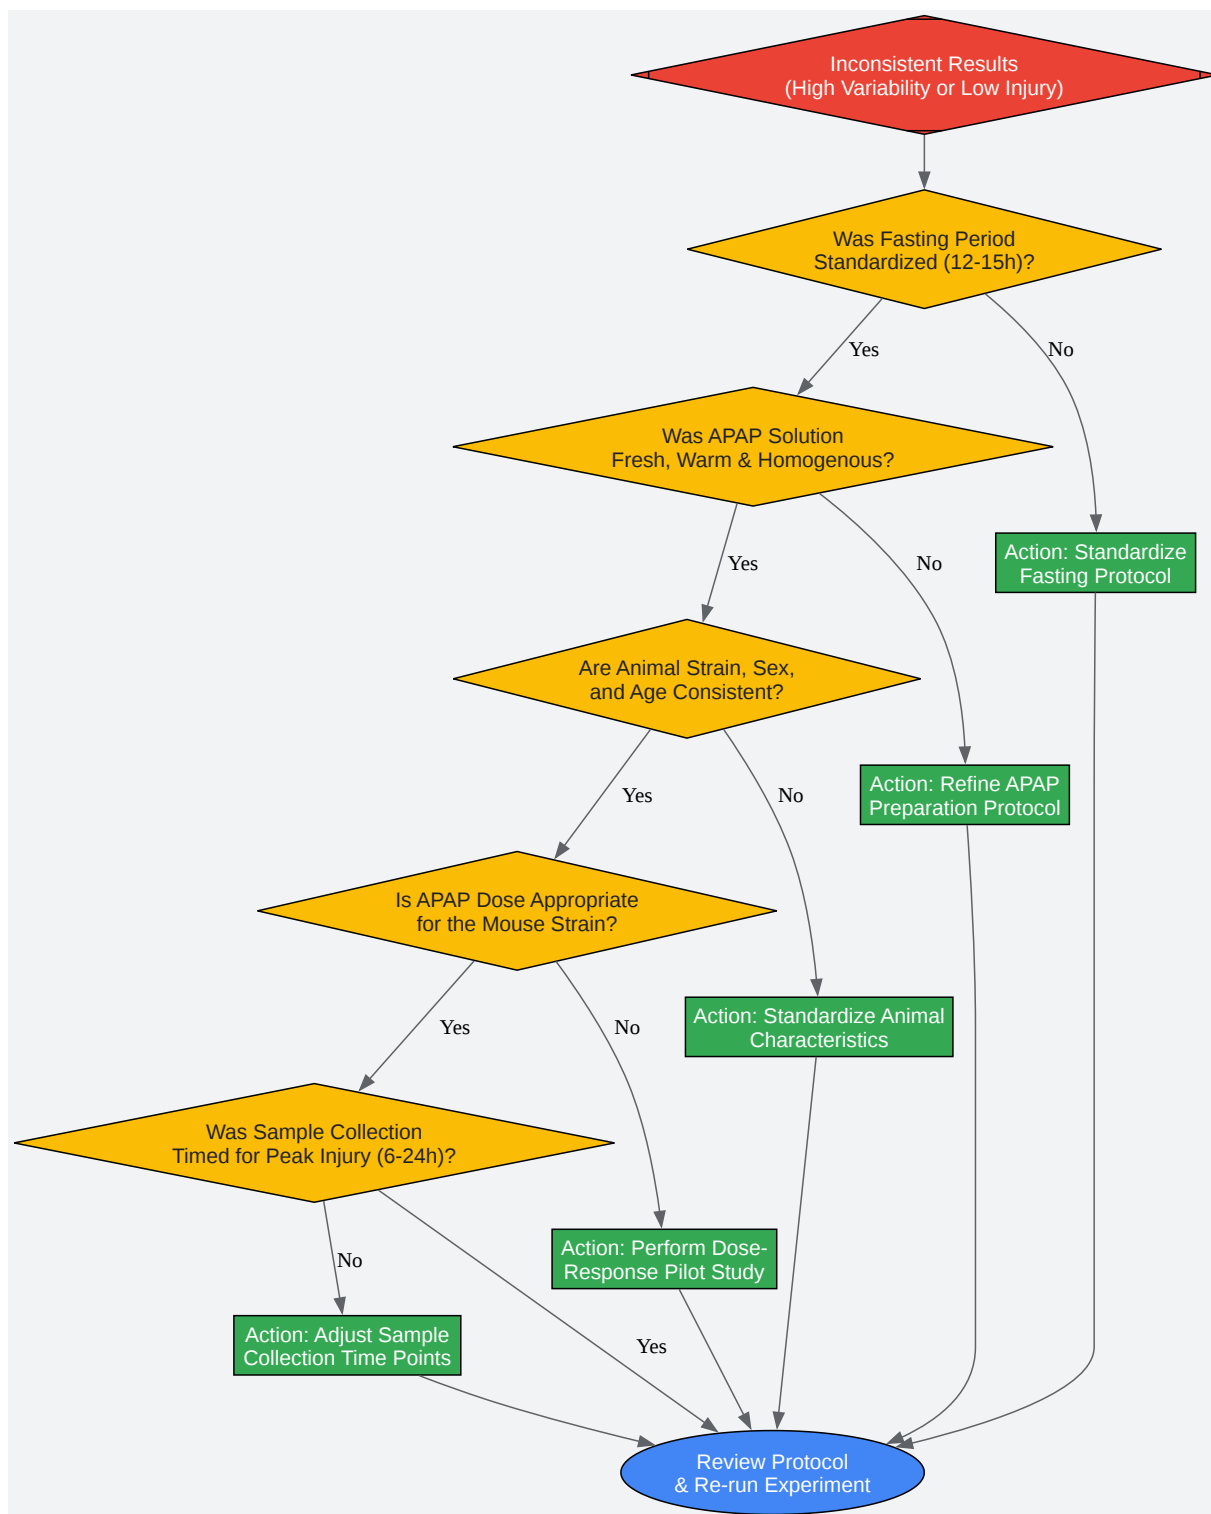 Inconsistent Results
(High Variability or Low Injury)
Was Fasting Period
Standardized (12-15h)?
Yes
No
Was APAP Solution
Fresh, Warm & Homogenous?
Yes
No
Action: Standardize
Fasting Protocol
Are Animal Strain, Sex,
and Age Consistent?
Yes
No
Action: Refine APAP
Preparation Protocol
Is APAP Dose Appropriate
for the Mouse Strain?
Yes
No
Action: Standardize Animal
Characteristics
Was Sample Collection
Timed for Peak Injury (6-24h)?
No
Yes
Action: Perform Dose-
Response Pilot Study
Action: Adjust Sample
Collection Time Points
Review Protocol
& Re-run Experiment